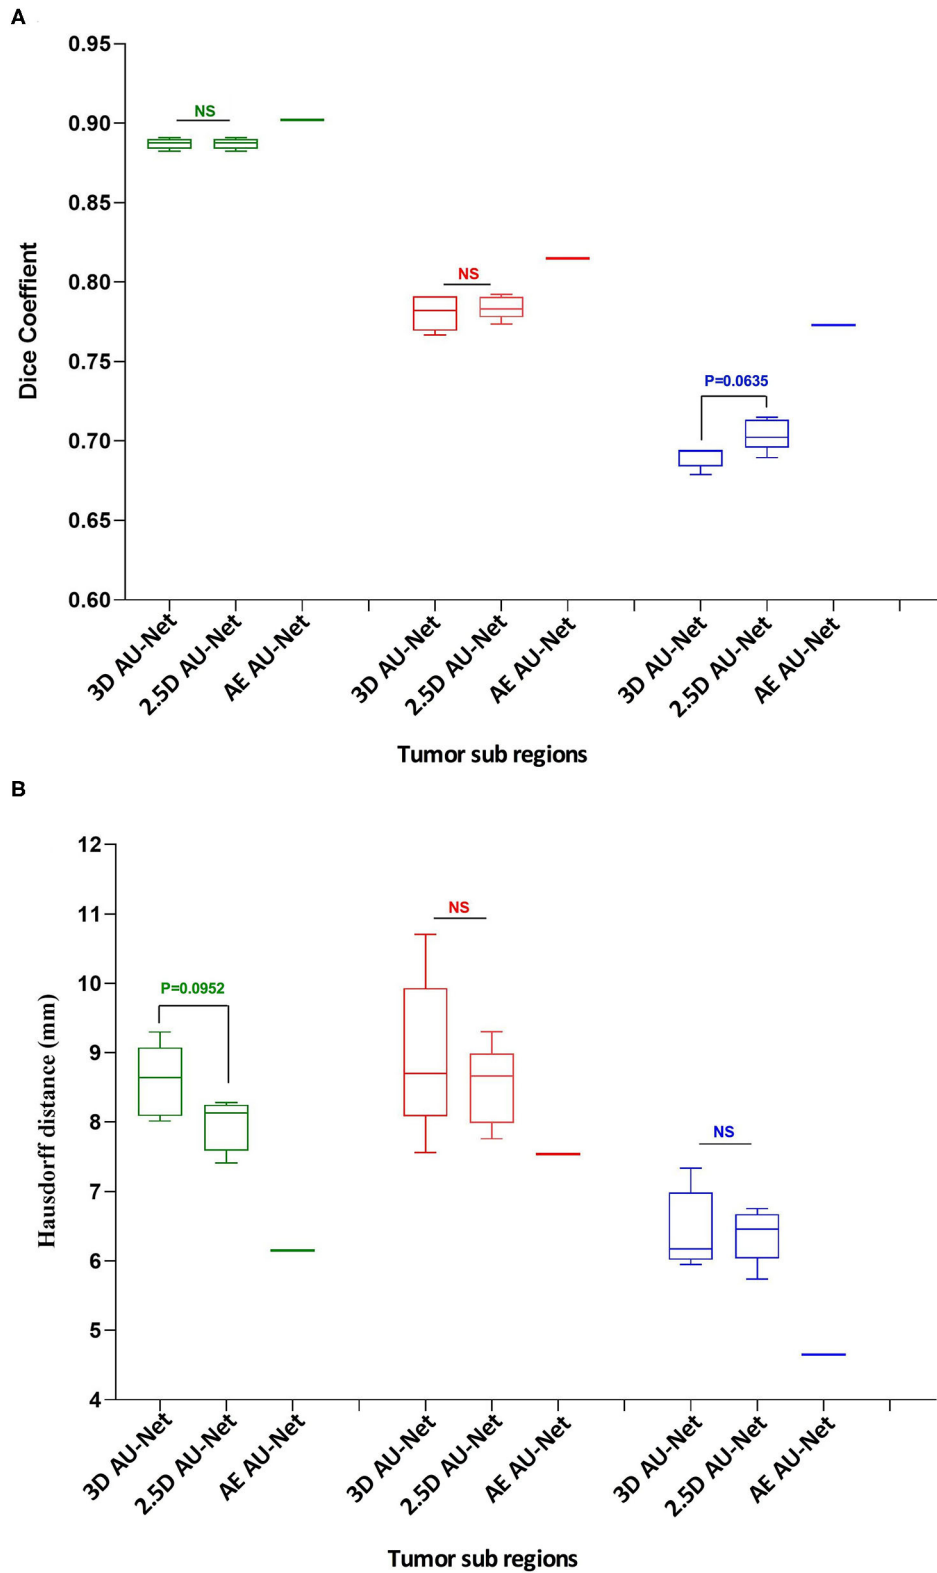 A
0.95
0.90
0.85
0.80
0.75
0.70
0.65
0.60
Dice Coeffient
NS
NS
P=0.0635
3D AU-Net
2.5D AU-Net
AE AU-Net
3D AU-Net
2.5D AU-Net
AE AU-Net
3D AU-Net
2.5D AU-Net
AE AU-Net
Tumor sub regions
B
12
11
10
9
8
7
6
5
4
Hausdorff distance (mm)
P=0.0952
NS
NS
3D AU-Net
2.5D AU-Net
AE AU-Net
3D AU-Net
2.5D AU-Net
AE AU-Net
3D AU-Net
2.5D AU-Net
AE AU-Net
Tumor sub regions